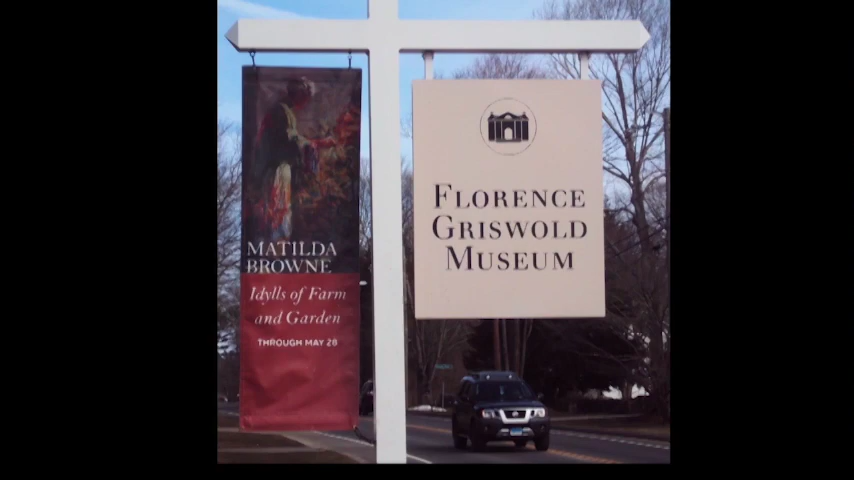 MATILDA
BROWNE
Idylls of Farm
and Garden
THROUGH MAY 28
FLORENCE
GRISWOLD
MUSEUM